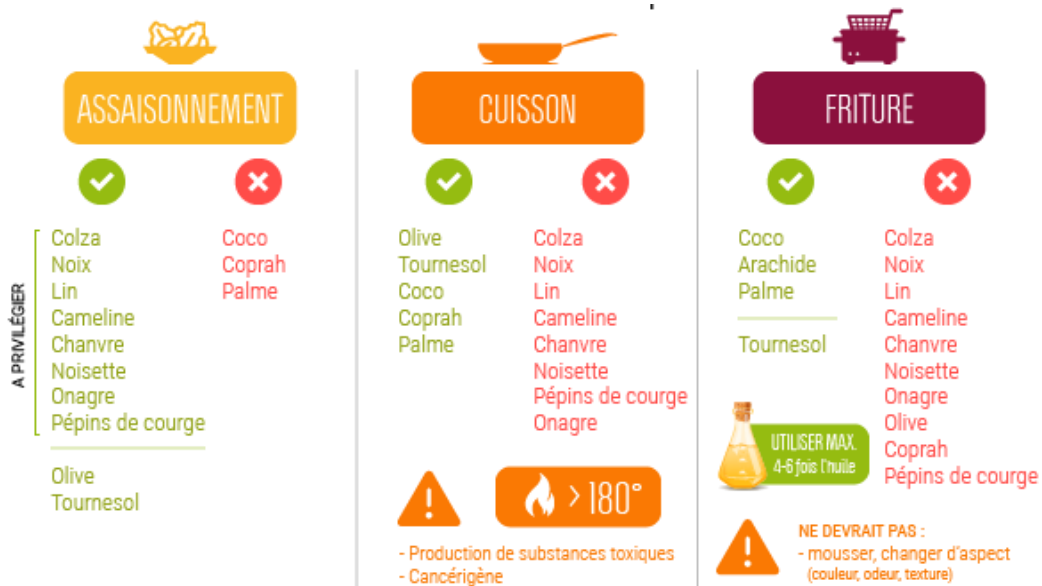 ASSAISONNEMENT
A PRIVILÉGIER
Colza
Noix
Lin
Cameline
Chanvre
Noisette
Onagre
Pépins de courge
Olive
Tournesol
Coco
Coprah
Palme
CUISSON
Olive
Tournesol
Coco
Coprah
Palme
Colza
Noix
Lin
Cameline
Chanvre
Noisette
Pépins de courge
Onagre
> 180°
- Production de substances toxiques
- Cancérigène
FRITURE
Coco
Arachide
Palme
Tournesol
UTILISER MAX.
4-6 fois l'huile
Colza
Noix
Lin
Cameline
Chanvre
Noisette
Onagre
Olive
Coprah
Pépins de courge
NE DEVRAIT PAS :
- mousser, changer d'aspect
(couleur, odeur, texture)